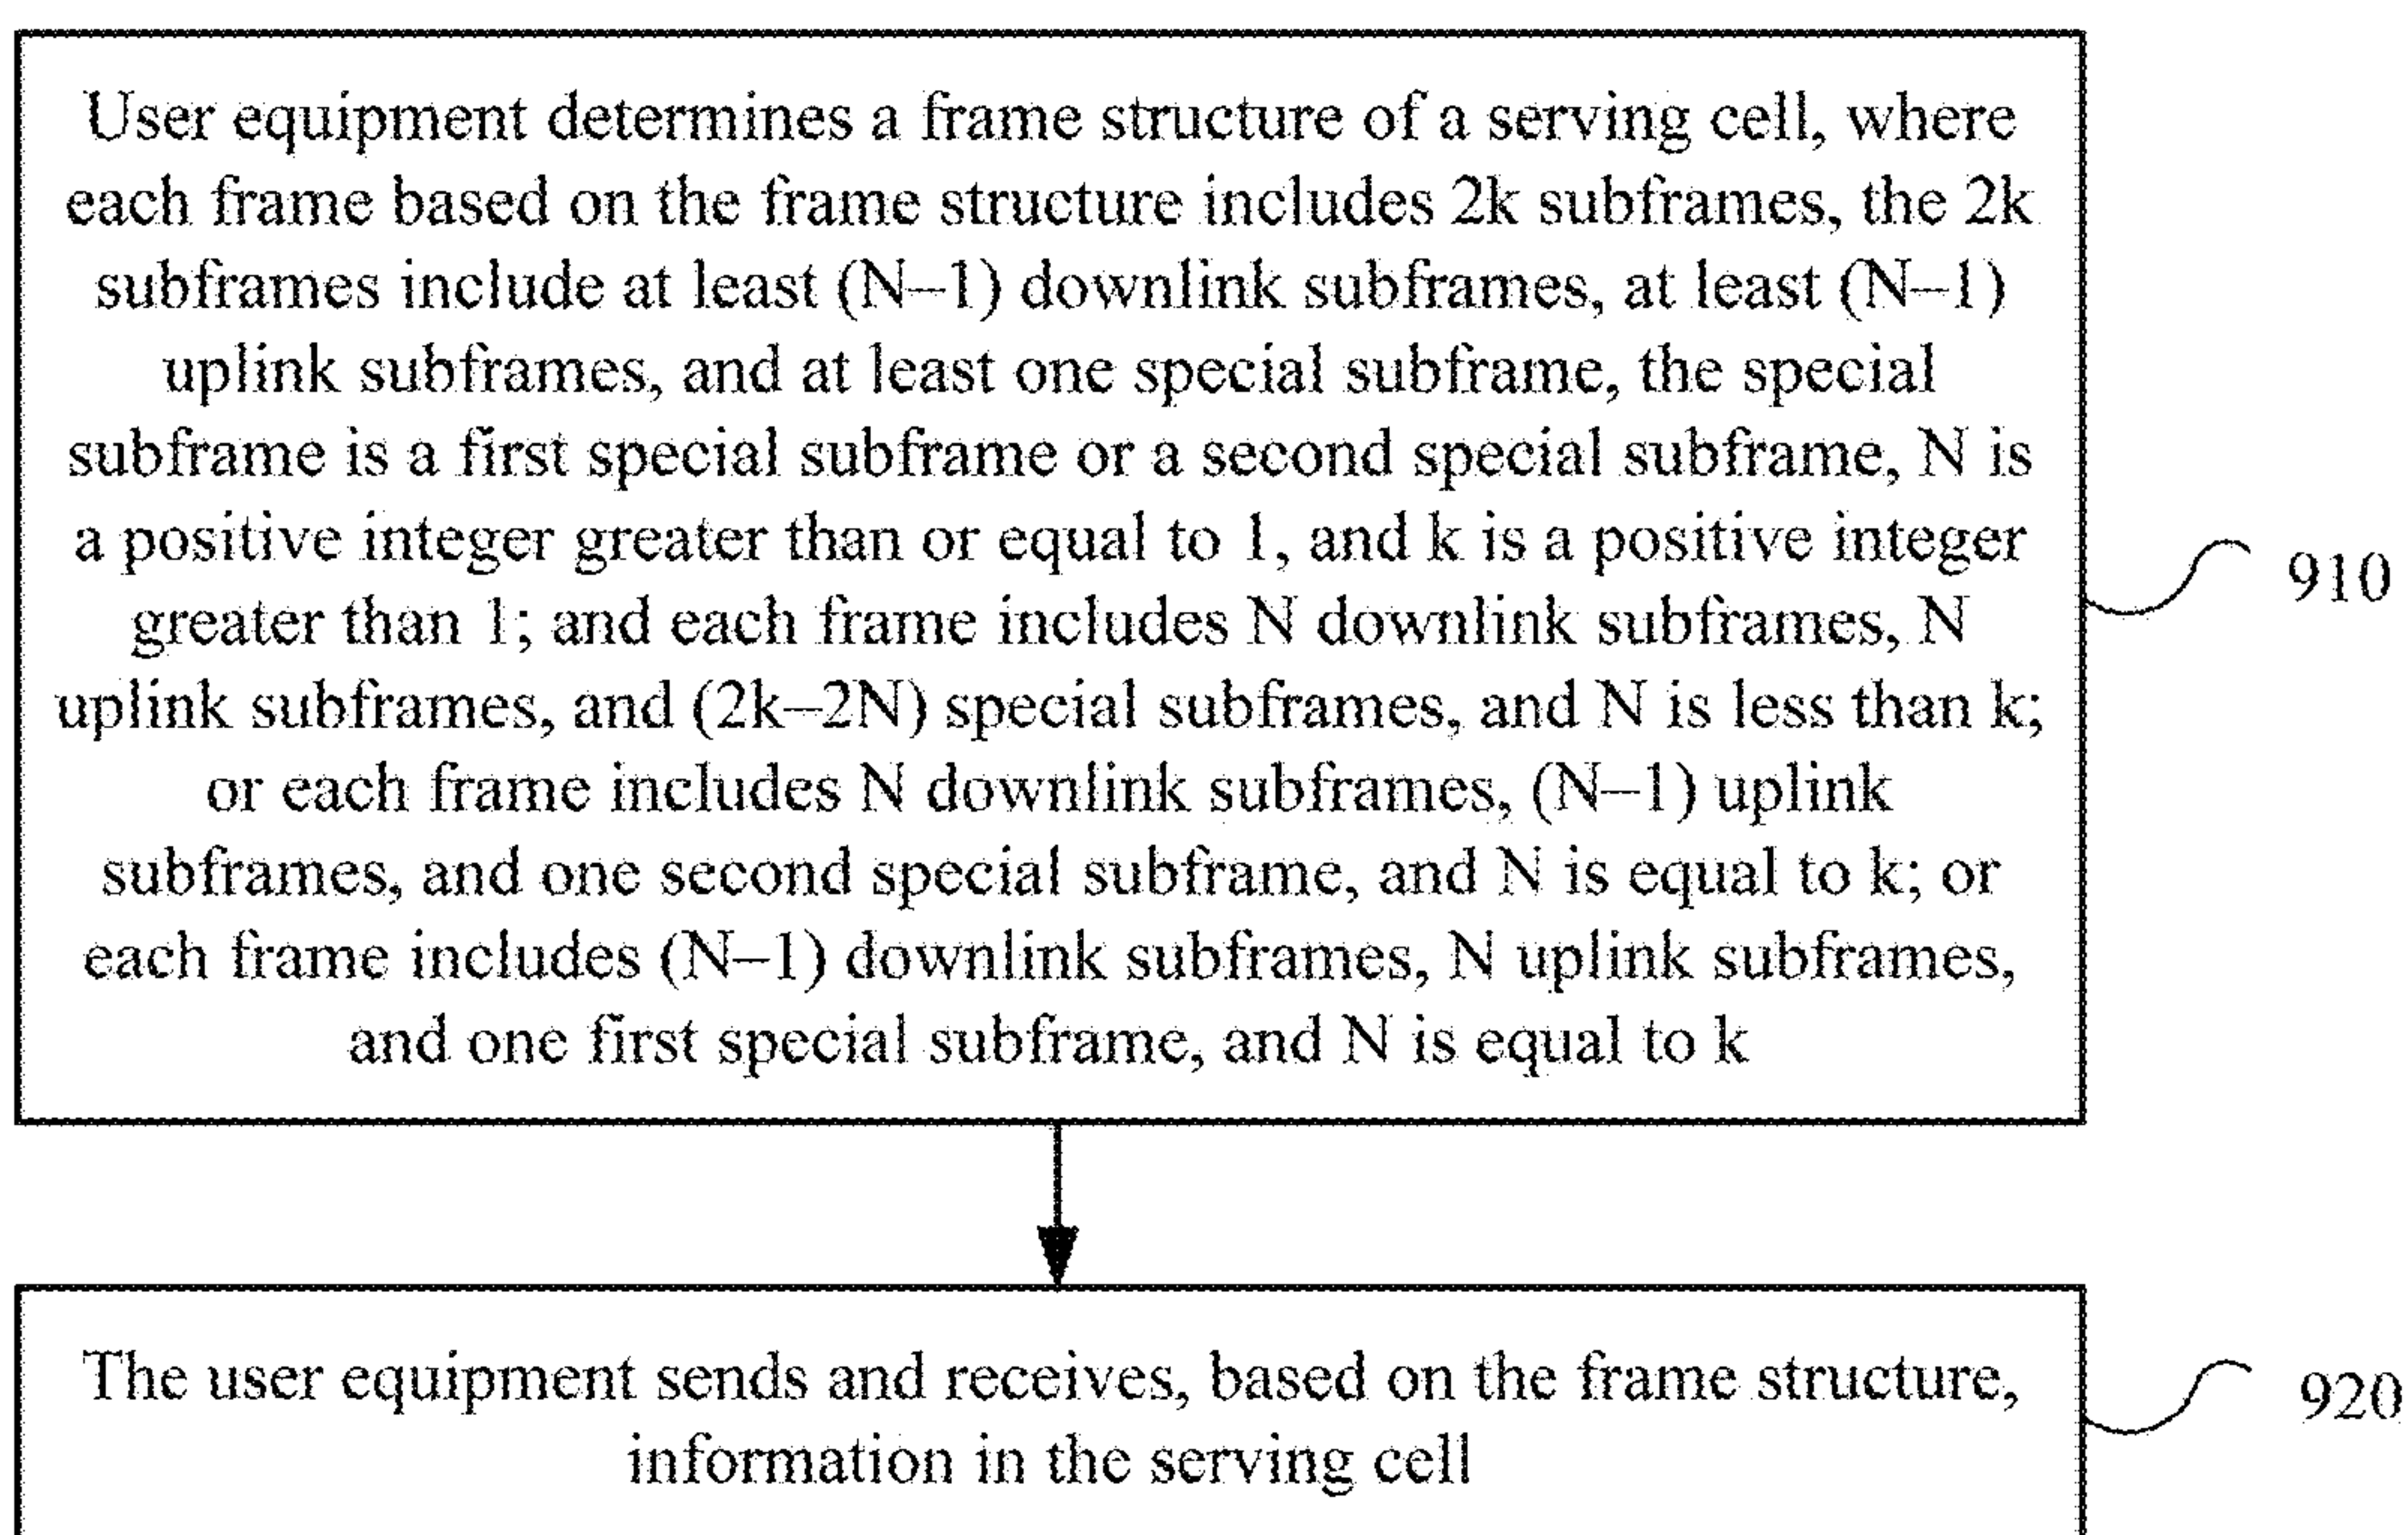 User equipment determines a frame structure of a serving cell, where
each frame based on the frame structure includes 2k subframes, the 2k
subframes include at least (N–1) downlink subframes, at least (N–1)
uplink subframes, and at least one special subframe, the special
subframe is a first special subframe or a second special subframe, N is
a positive integer greater than or equal to 1, and k is a positive integer
greater than 1; and each frame includes N downlink subframes, N
uplink subframes, and (2k–2N) special subframes, and N is less than k;
or each frame includes N downlink subframes, (N–1) uplink
subframes, and one second special subframe, and N is equal to k; or
each frame includes (N–1) downlink subframes, N uplink subframes,
and one first special subframe, and N is equal to k
910
The user equipment sends and receives, based on the frame structure,
information in the serving cell
920